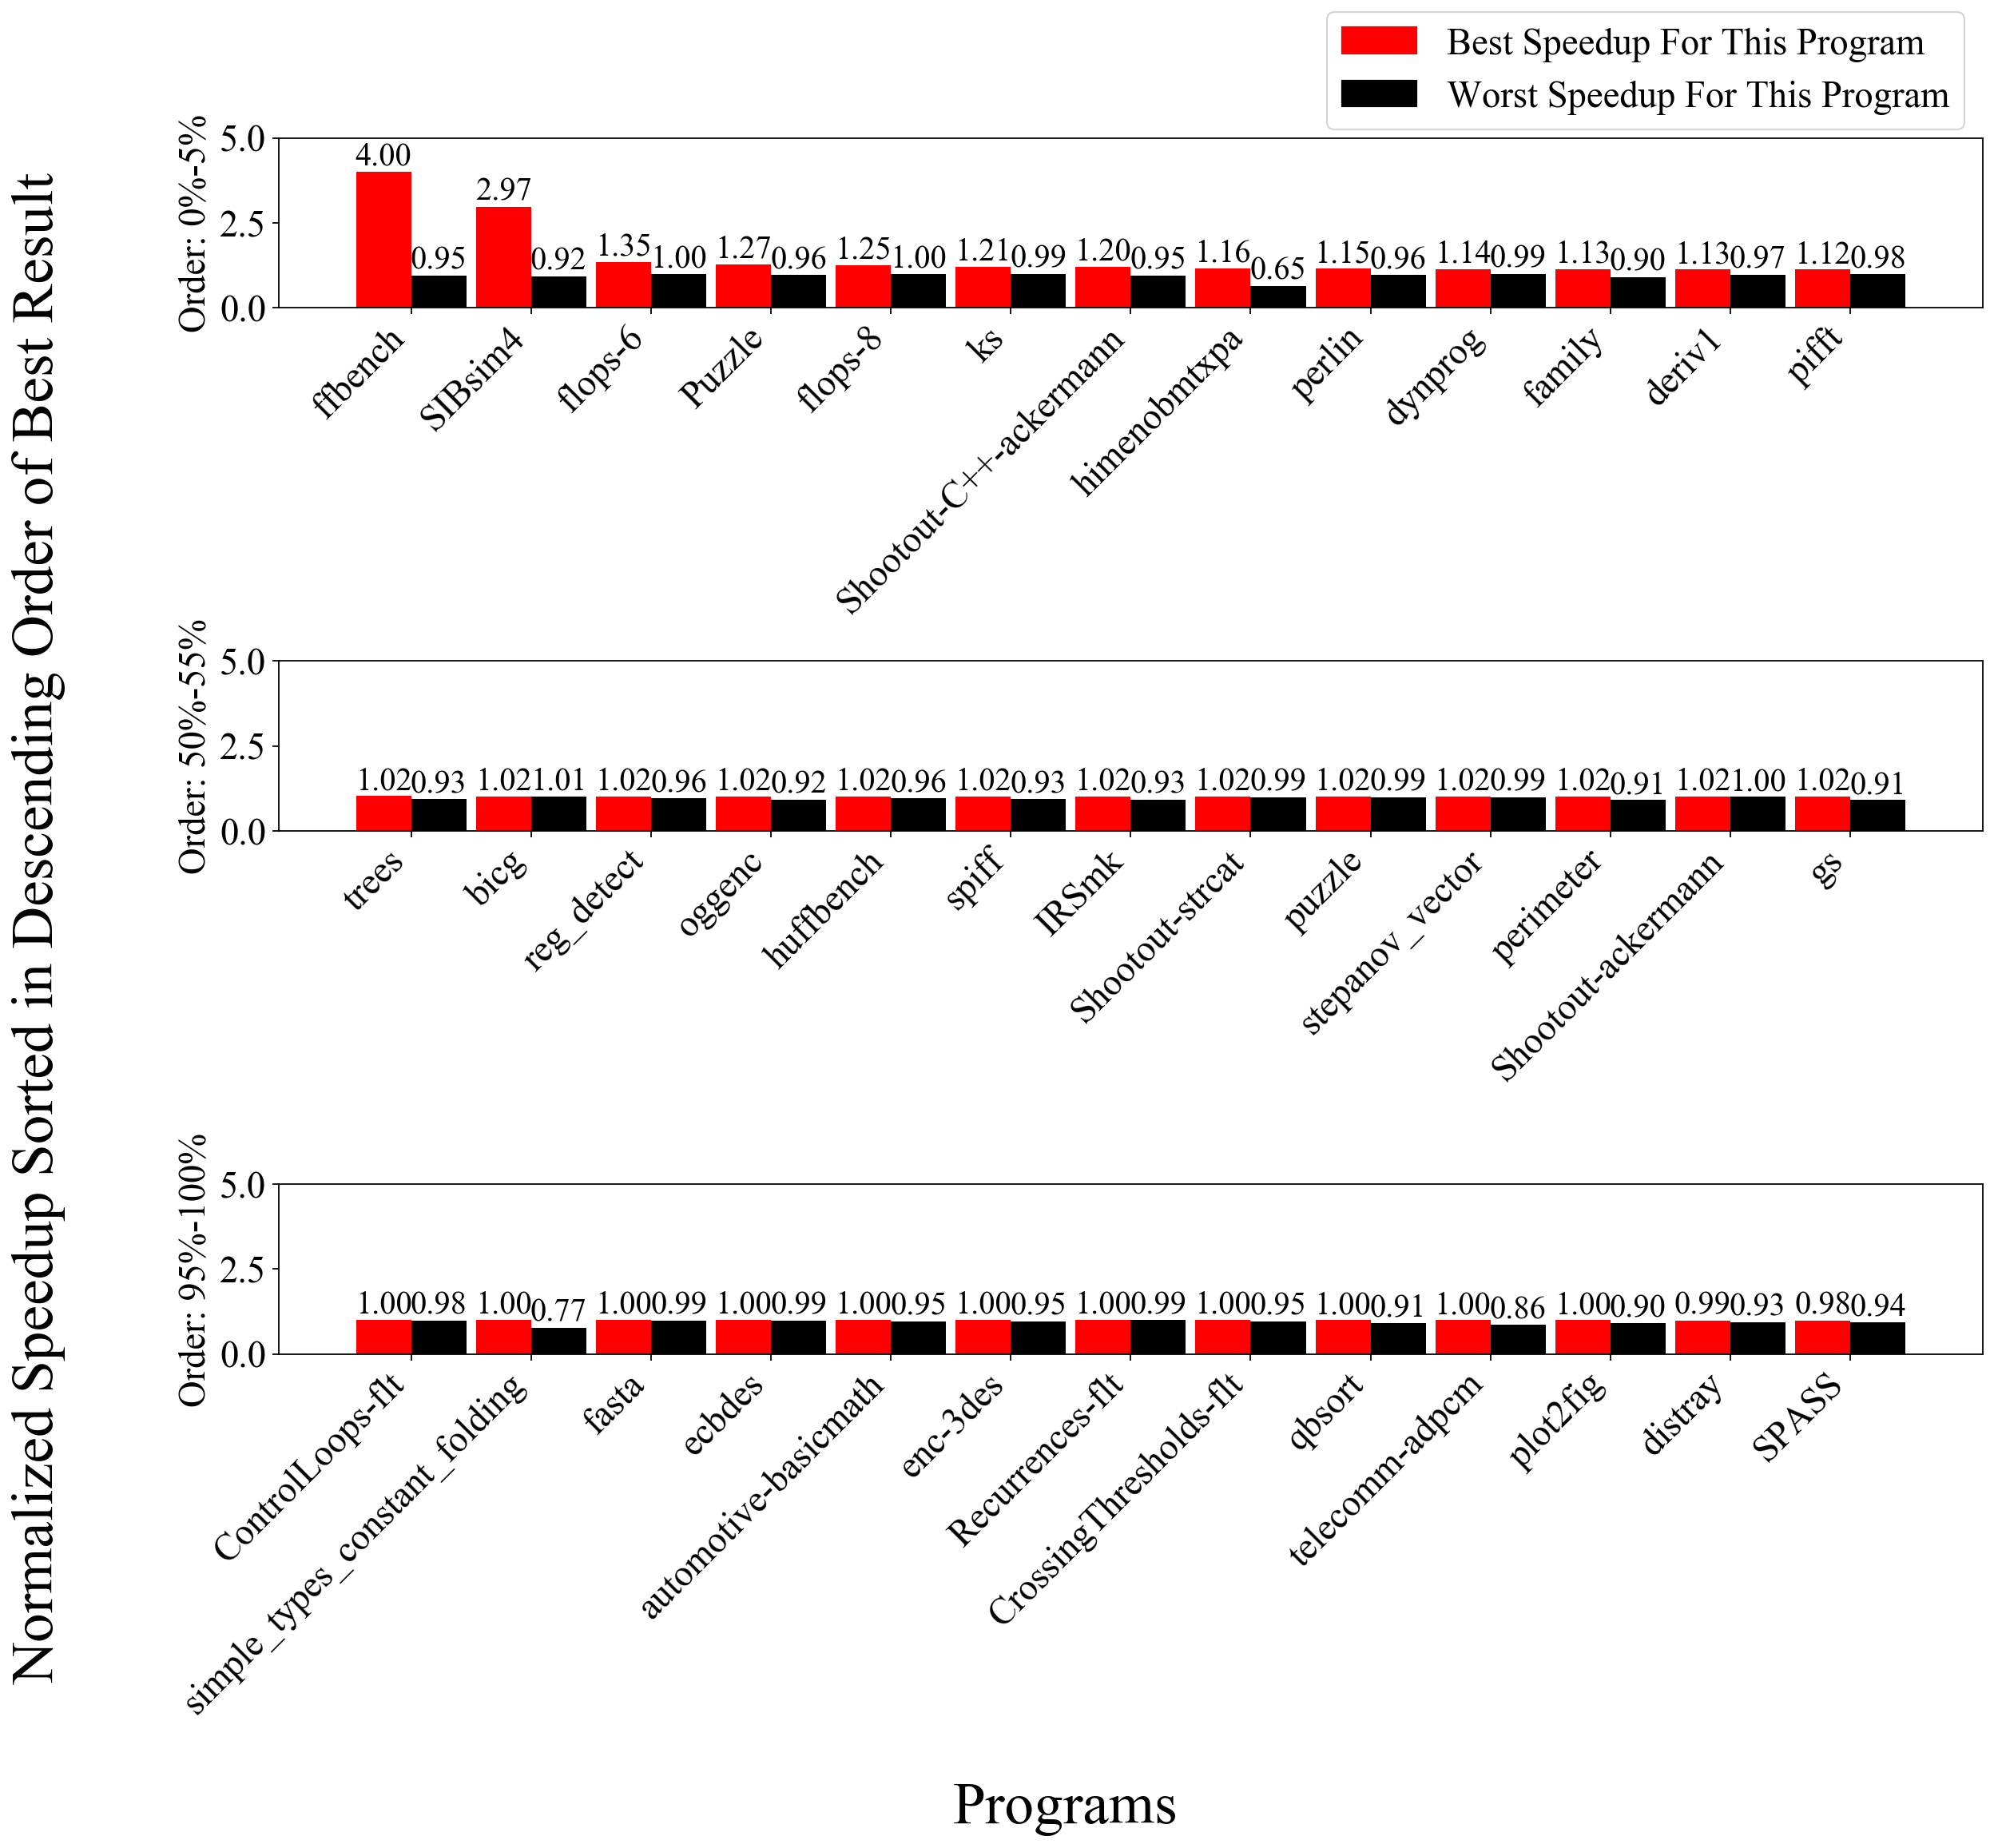 Best Speedup For This Program
Worst Speedup For This Program
Normalized Speedup Sorted in Descending Order of Best Result
Order: 0%-5%
5.0
2.5
0.0
4.00 0.95 2.97 0.92 1.35 1.00 1.27 0.96 1.25 1.00 1.21 0.99 1.20 0.95 1.16 0.65 1.15 0.96 1.14 0.99 1.13 0.90 1.13 0.97 1.12 0.98
ffbench
SIBsim4
flops-6
Puzzle
flops-8
ks
Shootout-C++-ackermann
himenobmtxpa
perlin
dynprog
family
deriv1
pifft
Order: 50%-55%
5.0
2.5
0.0
1.02 0.93 1.02 1.01 1.02 0.96 1.02 0.92 1.02 0.96 1.02 0.93 1.02 0.93 1.02 0.99 1.02 0.99 1.02 0.99 1.02 0.91 1.02 1.00 1.02 0.91
trees
bicg
reg_detect
oggenc
huffbench
spiff
IRSmk
Shootout-strcat
puzzle
stepanov_vector
perimeter
Shootout-ackermann
gs
Order: 95%-100%
5.0
2.5
0.0
1.00 0.98 1.00 0.77 1.00 0.99 1.00 0.99 1.00 0.95 1.00 0.95 1.00 0.99 1.00 0.95 1.00 0.91 1.00 0.86 1.00 0.90 0.99 0.93 0.98 0.94
ControlLoops-flt
simple_types_constant_folding
fasta
ecbdes
automotive-basicmath
enc-3des
Recurrences-flt
CrossingThresholds-flt
qbsort
telecomm-adpcm
plot2fig
distray
SPASS
Programs